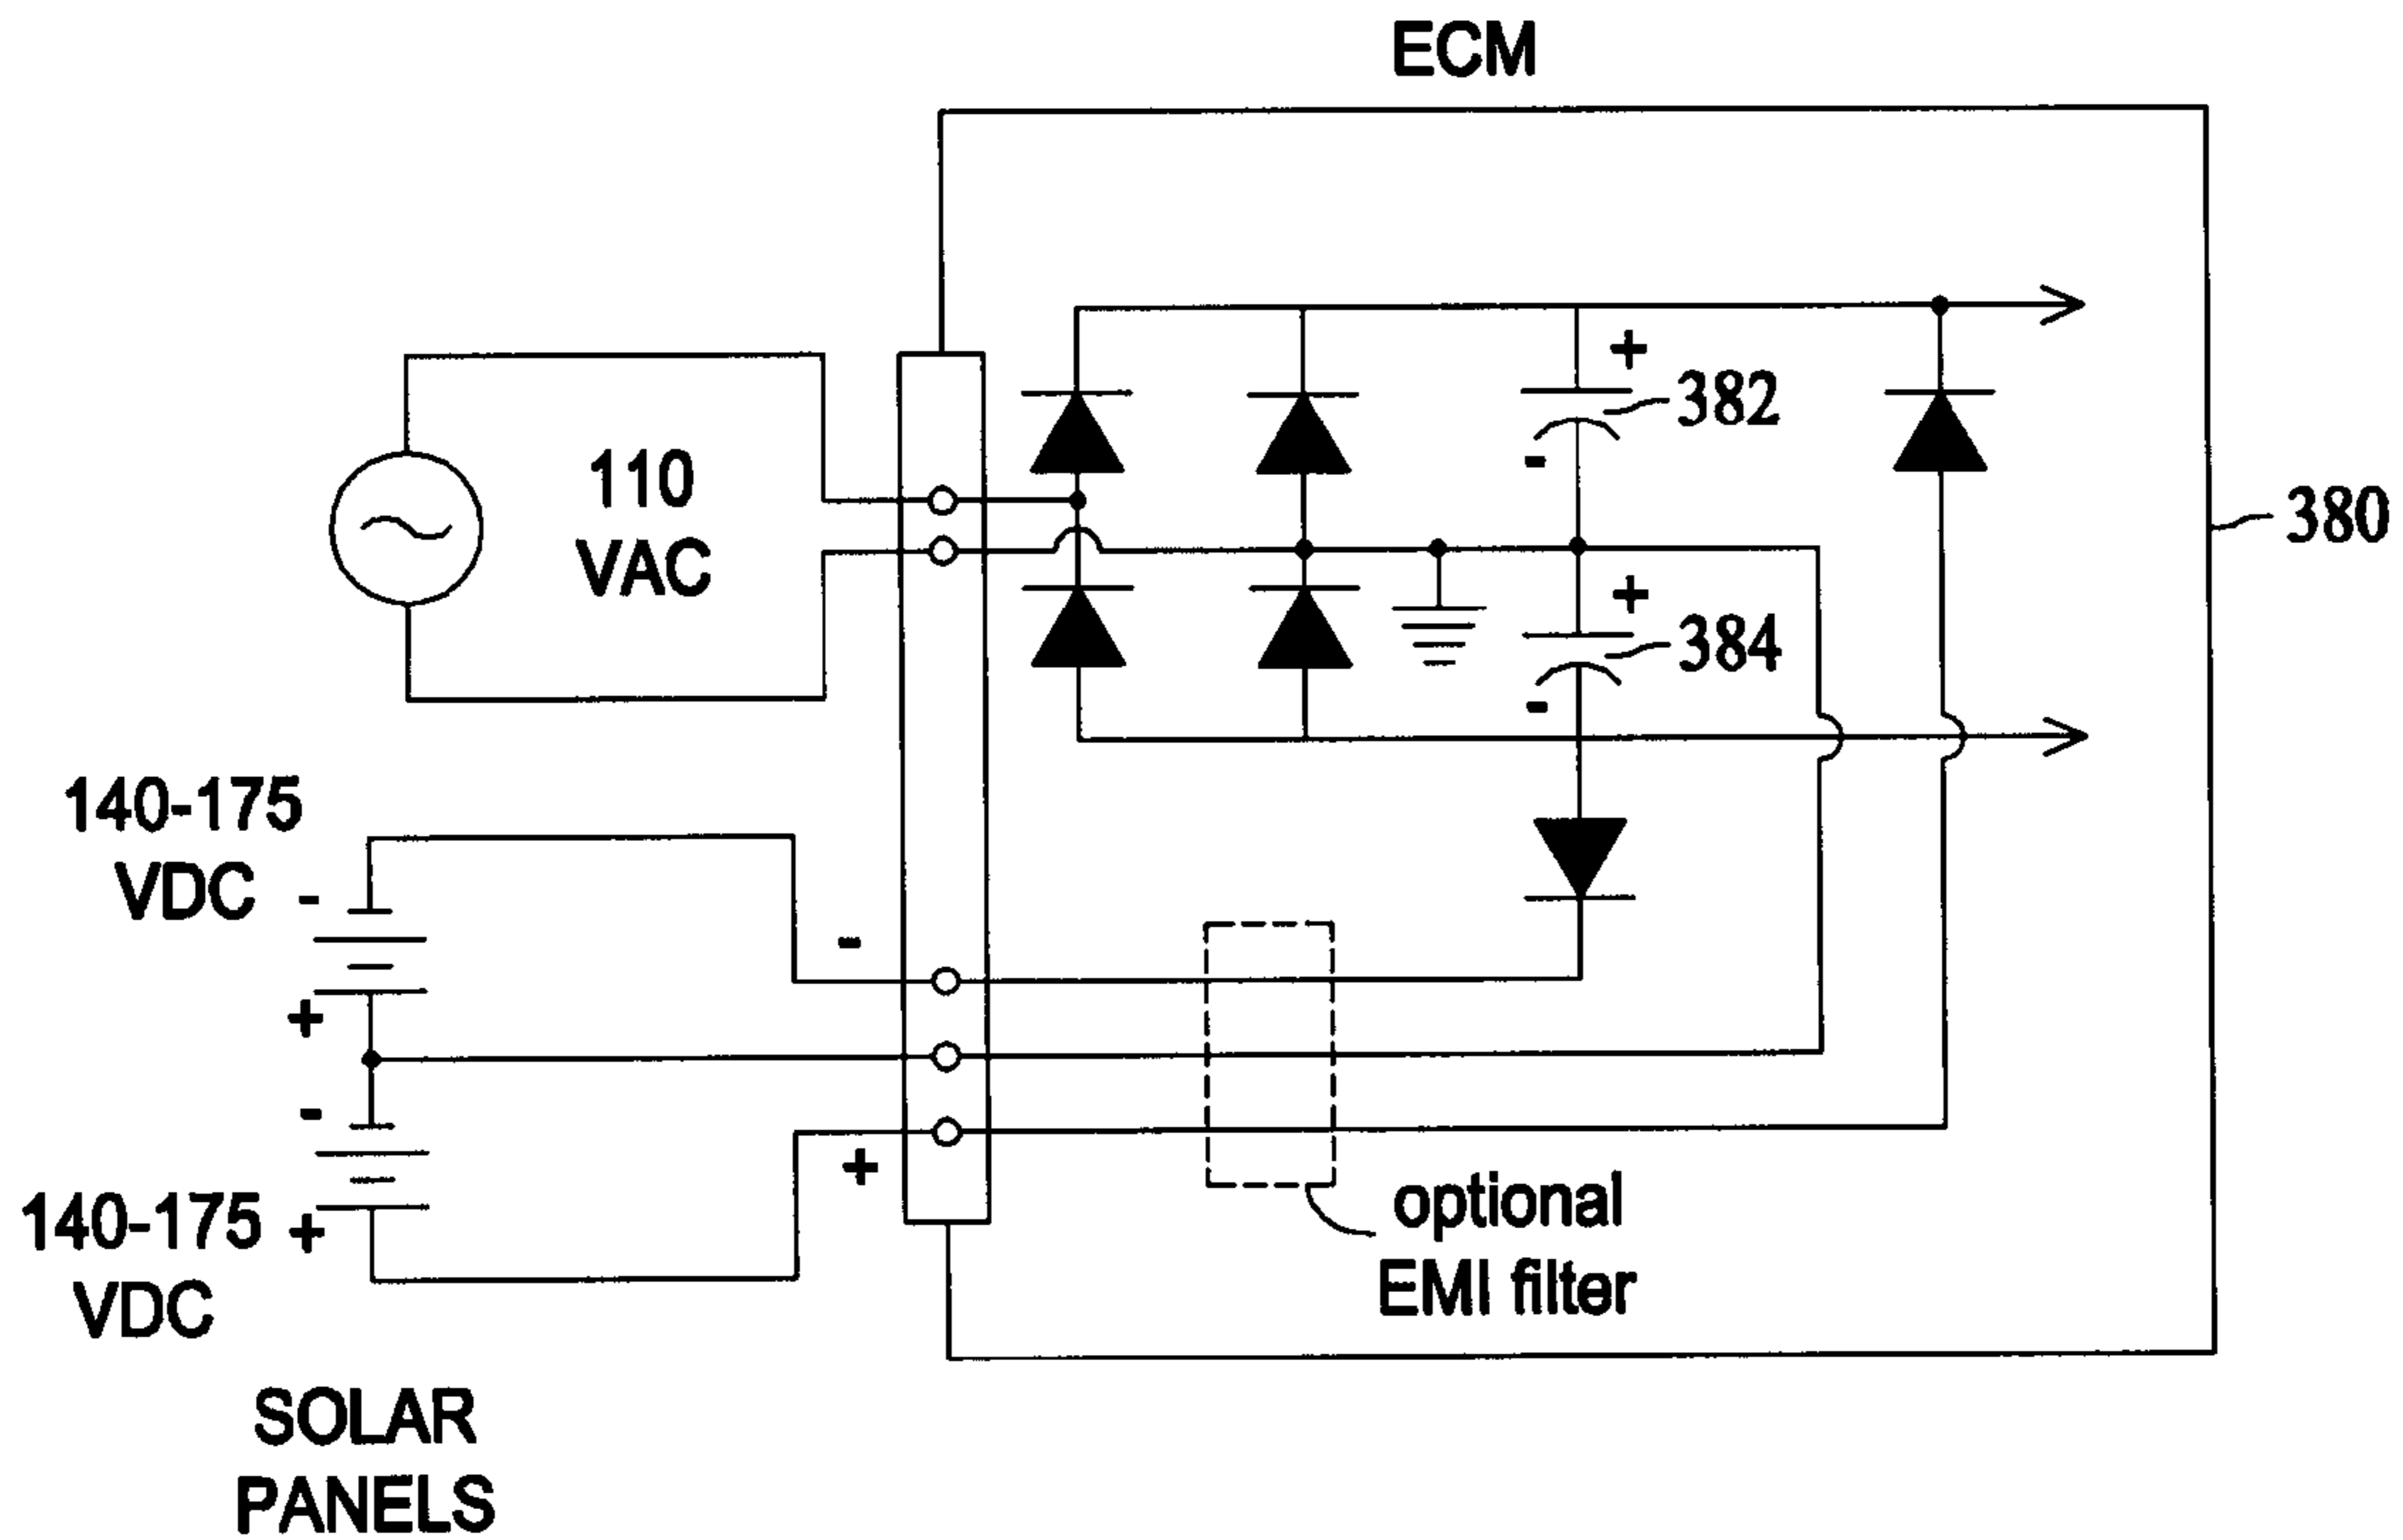 ECM
110
VAC
+
382
-
380
+
384
-
140-175
VDC
-
+
-
-
140-175
VDC
+
+
optional
EMI filter
SOLAR
PANELS